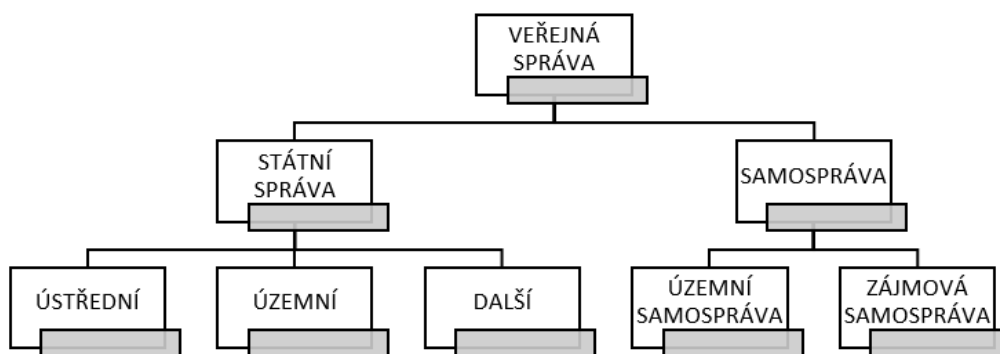 VEŘEJNÁ
SPRÁVA
STÁTNÍ
SPRÁVA
SAMOSPRÁVA
ÚSTŘEDNÍ
ÚZEMNÍ
DALŠÍ
ÚZEMNÍ
SAMOSPRÁVA
ZÁJMOVÁ
SAMOSPRÁVA